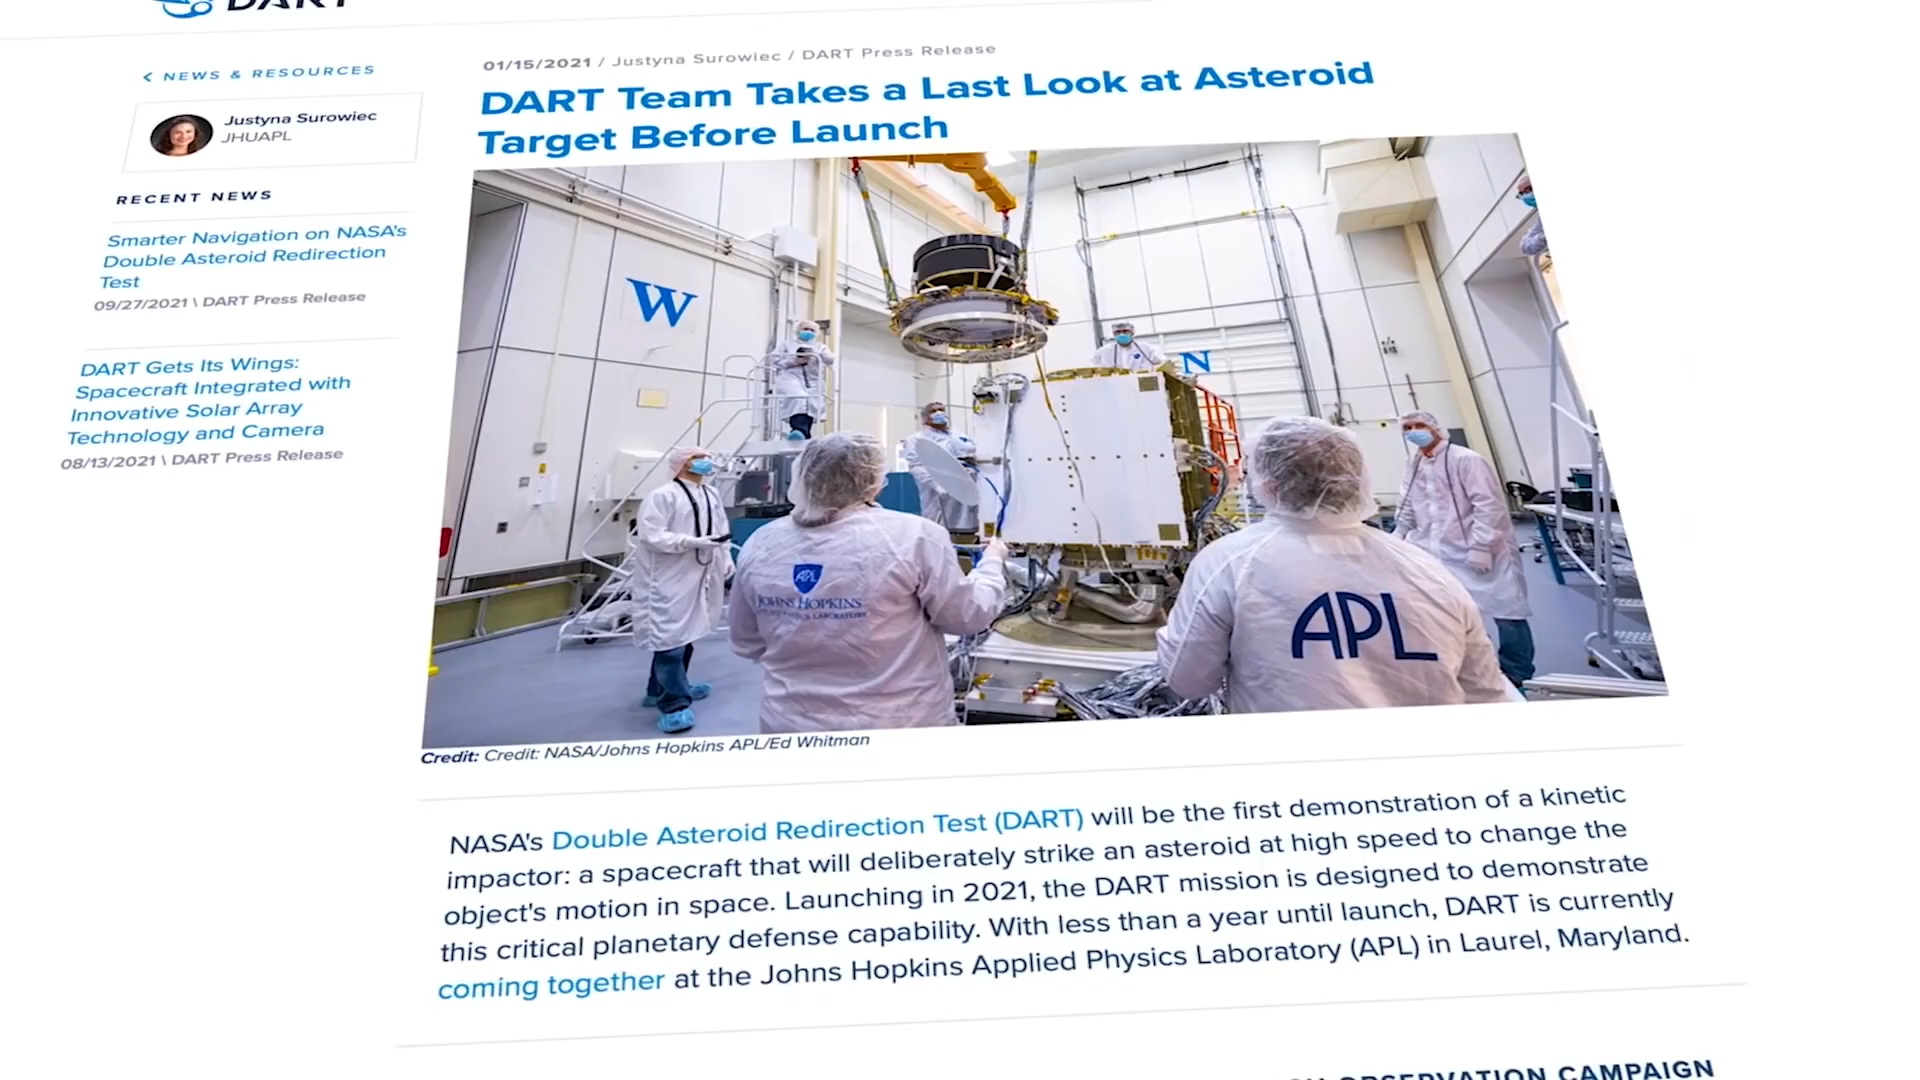 DART
< NEWS & RESOURCES
Justyna Surowiec
JHUAPL
RECENT NEWS
Smarter Navigation on NASA's
Double Asteroid Redirection
Test
09/27/2021 \ DART Press Release
DART Gets Its Wings:
Spacecraft Integrated with
Innovative Solar Array
Technology and Camera
08/13/2021 \ DART Press Release
01/15/2021 / Justyna Surowiec / DART Press Release
DART Team Takes a Last Look at Asteroid
Target Before Launch
W
N
APL
JOHNS HOPKINS
APPLIED PHYSICS LABORATORY
APL
Credit: Credit: NASA/Johns Hopkins APL/Ed Whitman
NASA's Double Asteroid Redirection Test (DART) will be the first demonstration of a kinetic
impactor: a spacecraft that will deliberately strike an asteroid at high speed to change the
object's motion in space. Launching in 2021, the DART mission is designed to demonstrate
this critical planetary defense capability. With less than a year until launch, DART is currently
coming together at the Johns Hopkins Applied Physics Laboratory (APL) in Laurel, Maryland.
OBSERVATION CAMPAIGN